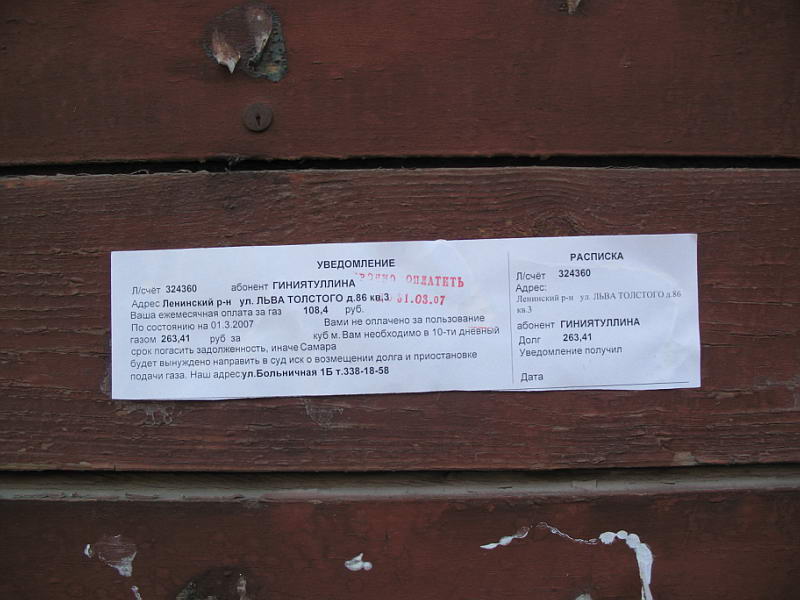 УВЕДОМЛЕНИЕ
Л/счёт 324360 абонент ГИНИЯТУЛЛИНА
ОПЛАТИТЬ
31.03.07
Адрес Ленинский р-н ул. ЛЬВА ТОЛСТОГО д.86 кв.3
Ваша ежемесячная оплата за газ 108,4 руб.
По состоянию на 01.3.2007 Вами не оплачено за пользование
газом 263,41 руб за куб м. Вам необходимо в 10-ти дневный
срок погасить задолженность, иначе Самара
будет вынуждено направить в суд иск о возмещении долга и приостановке
подачи газа. Наш адрес:ул.Больничная 1Б т.338-18-58
РАСПИСКА
Л/счёт 324360
Адрес:
Ленинский р-н ул. ЛЬВА ТОЛСТОГО д.86
кв.3
абонент ГИНИЯТУЛЛИНА
Долг 263,41
Уведомление получил
Дата